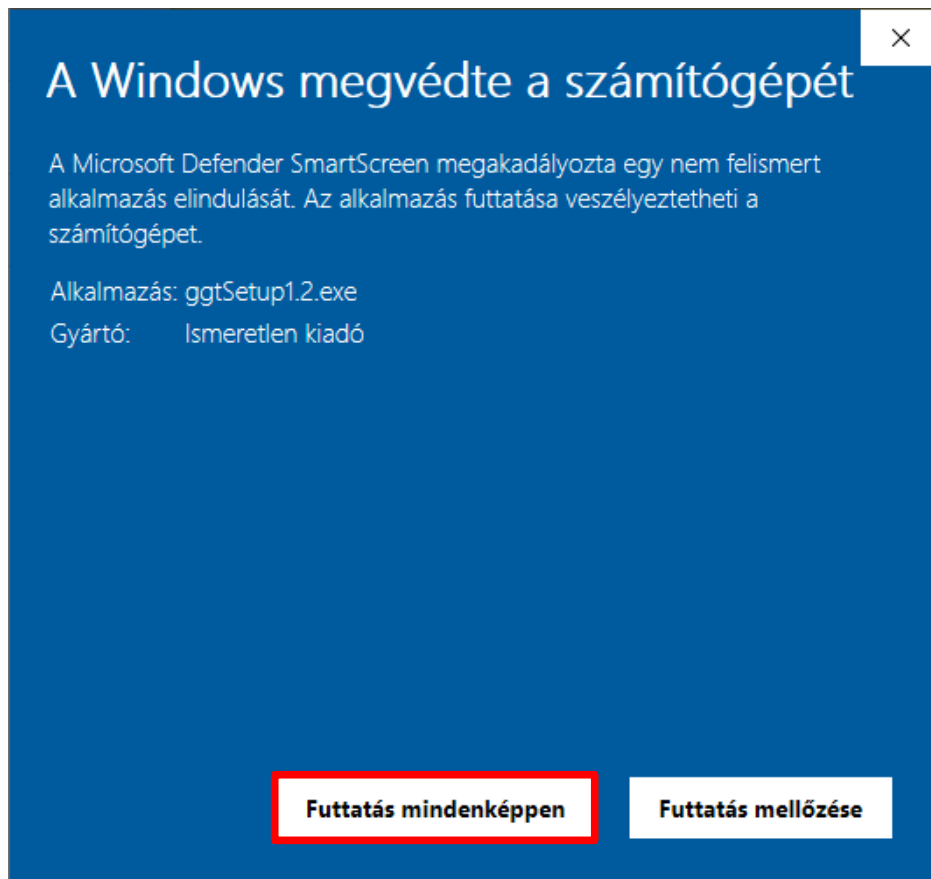 A Windows megvédte a számítógépét
A Microsoft Defender SmartScreen megakadályozta egy nem felismert
alkalmazás elindulását. Az alkalmazás futtatása veszélyeztetheti a
számítógépet.
Alkalmazás: ggtSetup1.2.exe
Gyártó: Ismeretlen kiadó
Futtatás mindenképpen Futtatás mellőzése